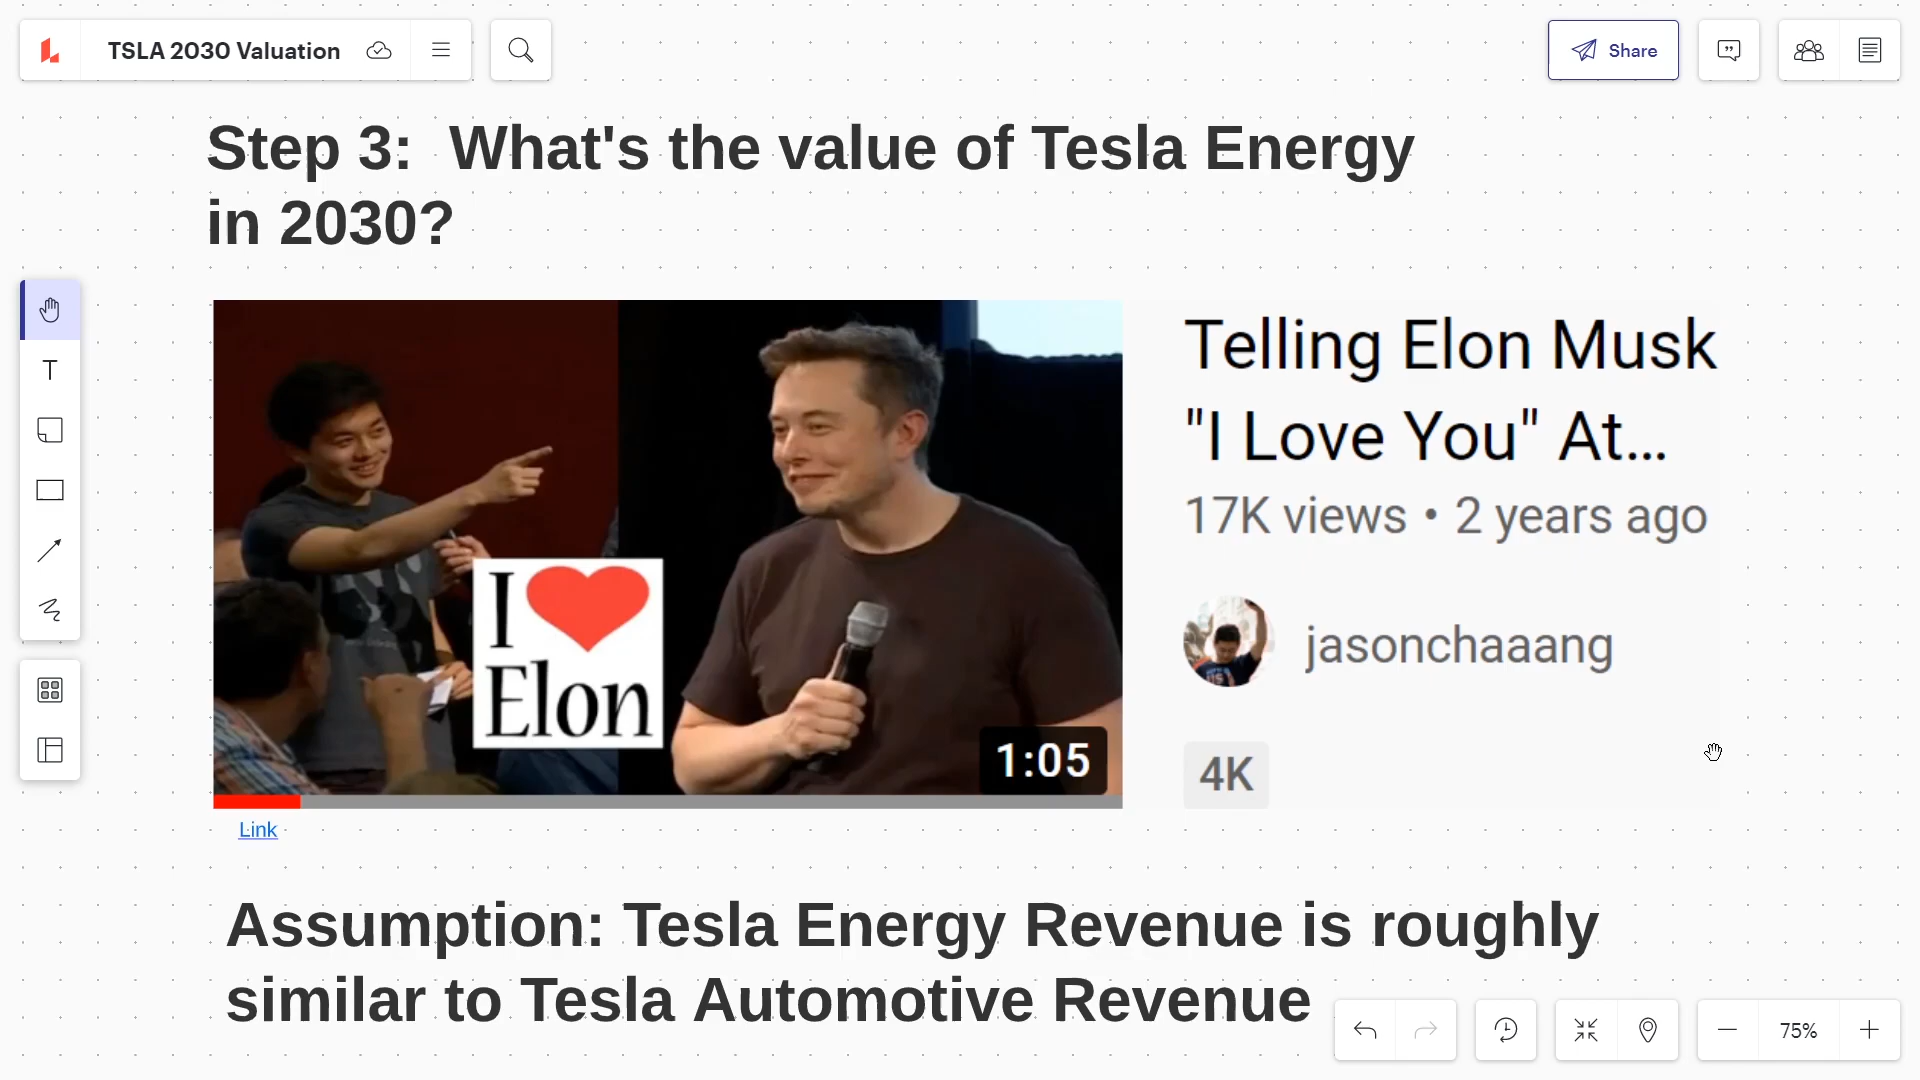 TSLA 2030 Valuation
Share
Step 3: What's the value of Tesla Energy
in 2030?
T
Telling Elon Musk
"I Love You" At...
17K views • 2 years ago
I
Elon
jasonchaaang
1:05
4K
Link
Assumption: Tesla Energy Revenue is roughly
similar to Tesla Automotive Revenue
75%